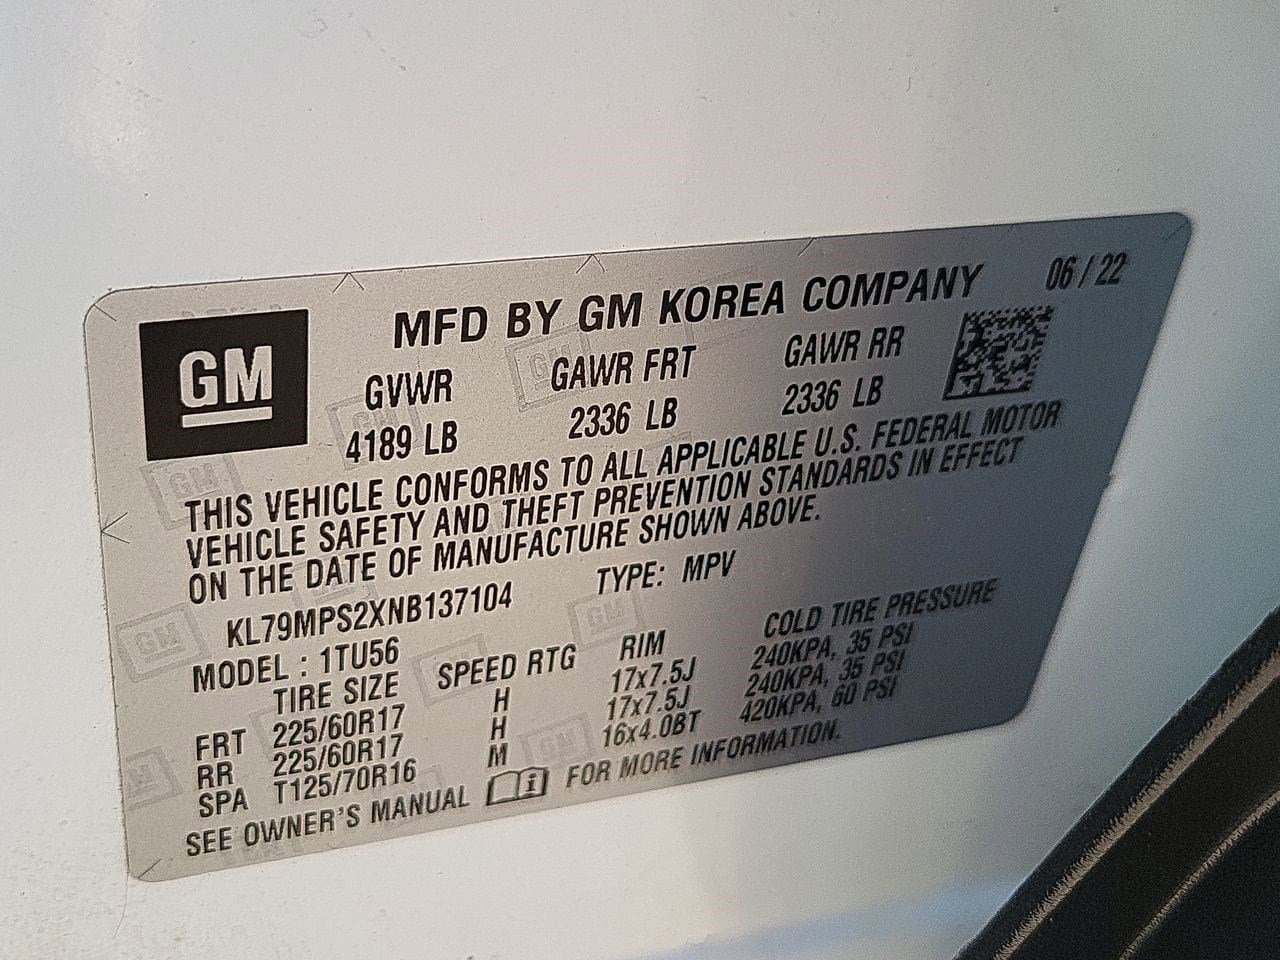 GM
MFD BY GM KOREA COMPANY 06/22
GVWR GAWR FRT GAWR RR
4189 LB 2336 LB 2336 LB
THIS VEHICLE CONFORMS TO ALL APPLICABLE U.S. FEDERAL MOTOR
VEHICLE SAFETY AND THEFT PREVENTION STANDARDS IN EFFECT
ON THE DATE OF MANUFACTURE SHOWN ABOVE.
KL79MPS2XNB137104 TYPE: MPV
MODEL : 1TU56
TIRE SIZE SPEED RTG RIM COLD TIRE PRESSURE
FRT 225/60R17 H 17x7.5J 240KPA, 35 PSI
RR 225/60R17 H 17x7.5J 240KPA, 35 PSI
SPA T125/70R16 M 16x4.0BT 420KPA, 60 PSI
SEE OWNER'S MANUAL i FOR MORE INFORMATION.